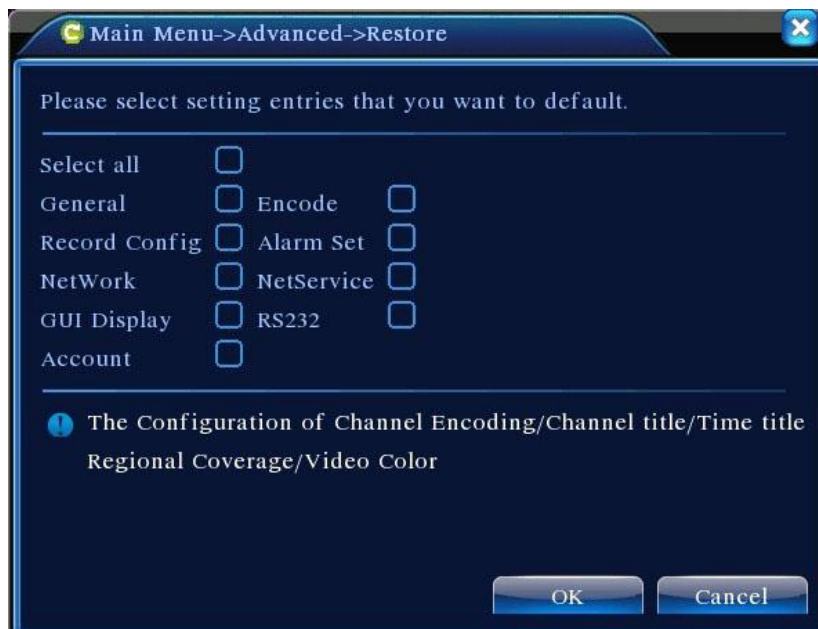 Main Menu->Advanced->Restore
Please select setting entries that you want to default.
Select all
General Encode
Record Config Alarm Set
NetWork NetService
GUI Display RS232
Account
The Configuration of Channel Encoding/Channel title/Time title
Regional Coverage/Video Color
OK Cancel